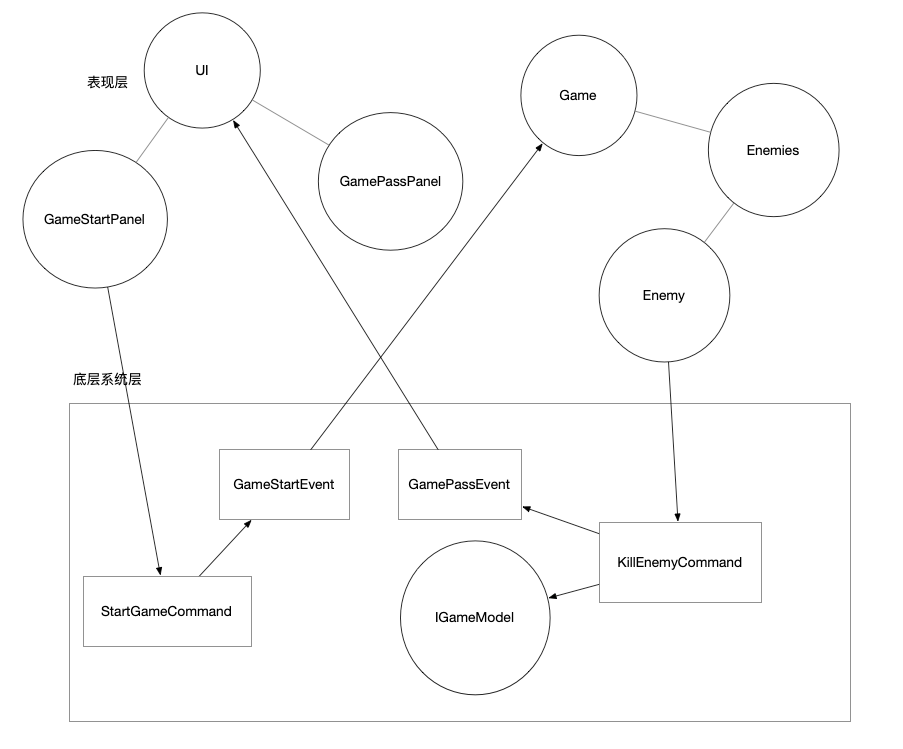 UI
表现层
Game
Enemies
GamePassPanel
GameStartPanel
Enemy
底层系统层
GameStartEvent
GamePassEvent
KillEnemyCommand
StartGameCommand
IGameModel